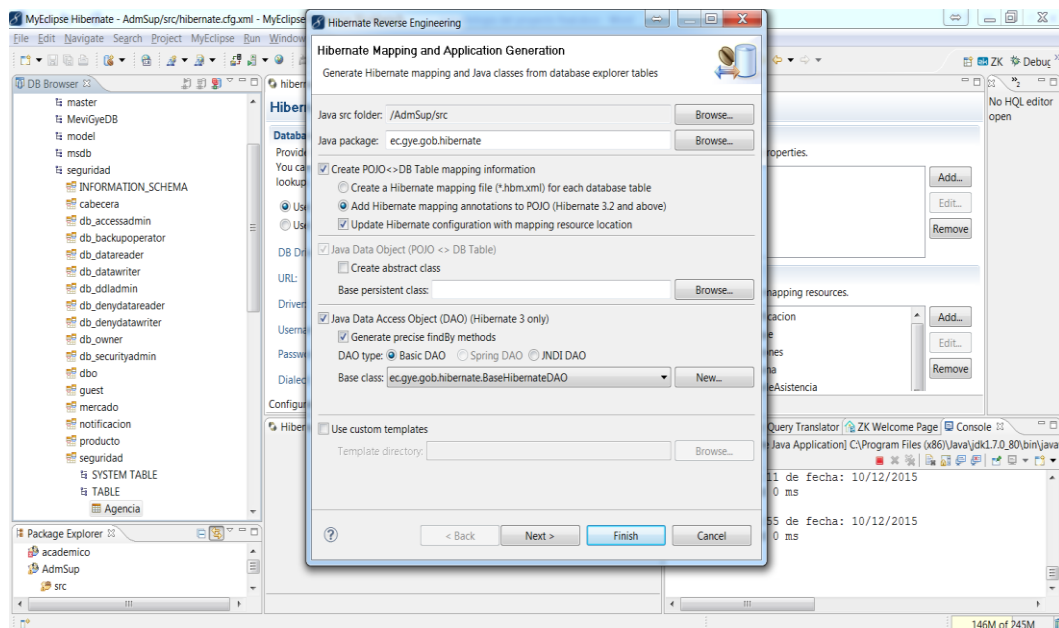 MyEclipse Hibernate - AdmSup/src/hibernate.cfg.xml - MyEclipse
File Edit Navigate Search Project MyEclipse Run Window
ZK Debug
DB Browser
master
MeviGyeDB
model
msdb
seguridad
INFORMATION_SCHEMA
cabecera
db_accessadmin
db_backupoperator
db_datareader
db_datawriter
db_ddladmin
db_denydatareader
db_denydatawriter
db_owner
db_securityadmin
dbo
guest
mercado
notificacion
producto
seguridad
SYSTEM TABLE
TABLE
Agencia
Package Explorer
academico
AdmSup
src
hibern
Hiber
Databa
Provide
You ca
lookup
Us
Us
DB Dri
URL:
Driver:
Userna
Passwo
Dialect
Configur
Hiber
Hibernate Reverse Engineering
Hibernate Mapping and Application Generation
Generate Hibernate mapping and Java classes from database explorer tables
Java src folder: /AdmSup/src Browse...
Java package: ec.gye.gob.hibernate Browse...
Create POJO<>DB Table mapping information
Create a Hibernate mapping file (*.hbm.xml) for each database table
Add Hibernate mapping annotations to POJO (Hibernate 3.2 and above)
Update Hibernate configuration with mapping resource location
Java Data Object (POJO <> DB Table)
Create abstract class
Base persistent class: Browse...
Java Data Access Object (DAO) (Hibernate 3 only)
Generate precise findBy methods
DAO type: Basic DAO Spring DAO JNDI DAO
Base class: ec.gye.gob.hibernate.BaseHibernateDAO New...
Use custom templates
Template directory: Browse...
< Back Next > Finish Cancel
roperties.
Add...
Edit...
Remove
mapping resources.
cacion
e
nes
na
eAsistencia
Add...
Edit...
Remove
2
No HQL editor
open
Query Translator ZK Welcome Page Console
Java Application] C:\Program Files (x86)\Java\jdk1.7.0_80\bin\java
11 de fecha: 10/12/2015
0 ms
55 de fecha: 10/12/2015
0 ms
146M of 245M